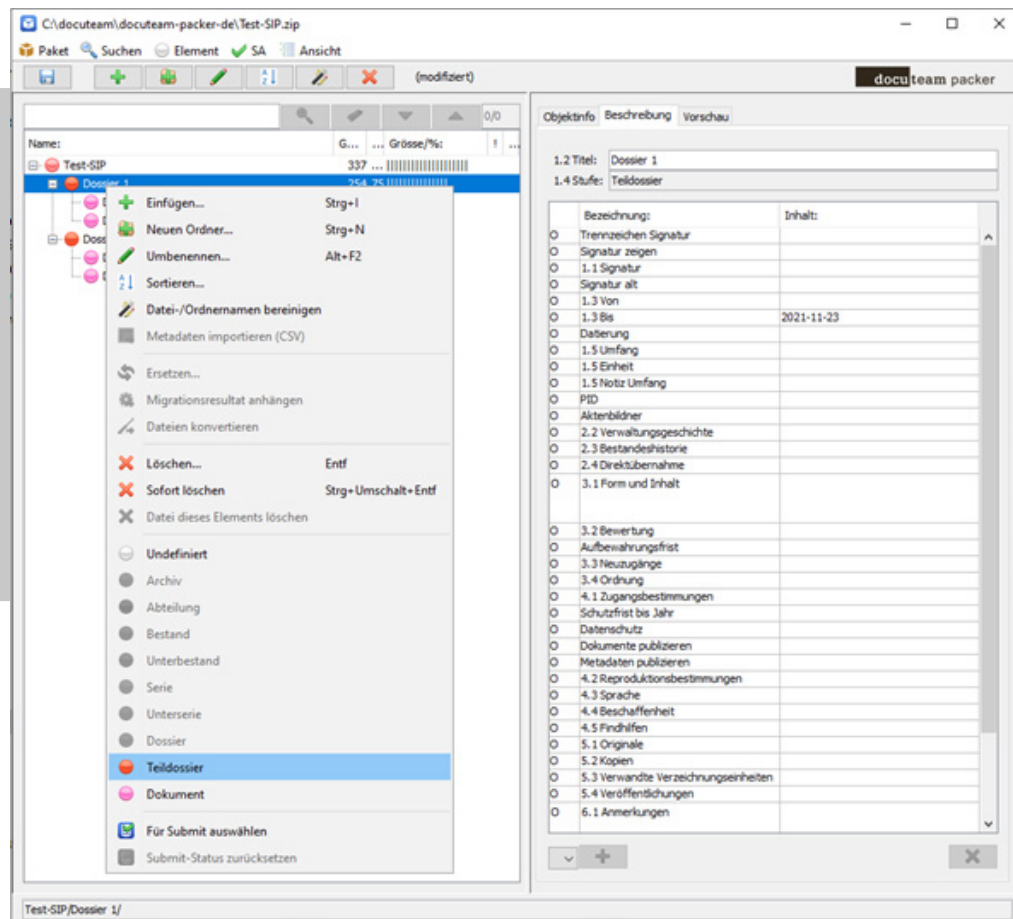 C:\docuteam\docuteam-packer-de\Test-SIP.zip
Paket Suchen Element SA Ansicht
(modifiziert)
docuteam packer
0/0
Name: G... ... Grösse/%: ! ...
Test-SIP 337 ...
Dossier 1 254 75
Einfügen... Strg+I
Neuen Ordner... Strg+N
Umbenennen... Alt+F2
Sortieren...
Datei-/Ordnernamen bereinigen
Metadaten importieren (CSV)
Ersetzen...
Migrationsresultat anhängen
Dateien konvertieren
Löschen... Entf
Sofort löschen Strg+Umschalt+Entf
Datei dieses Elements löschen
Undefiniert
Archiv
Abteilung
Bestand
Unterbestand
Serie
Unterserie
Dossier
Teildossier
Dokument
Für Submit auswählen
Submit-Status zurücksetzen
Objektinfo Beschreibung Vorschau
1.2 Titel: Dossier 1
1.4 Stufe: Teildossier
Bezeichnung: Inhalt:
O Trennzeichen Signatur
O Signatur zeigen
O 1.1 Signatur
O Signatur alt
O 1.3 Von
O 1.3 Bis 2021-11-23
O Datierung
O 1.5 Umfang
O 1.5 Einheit
O 1.5 Notiz Umfang
O PID
O Aktenbildner
O 2.2 Verwaltungsgeschichte
O 2.3 Bestandeshistorie
O 2.4 Direktübernahme
O 3.1 Form und Inhalt
O 3.2 Bewertung
O Aufbewahrungsfrist
O 3.3 Neuzugänge
O 3.4 Ordnung
O 4.1 Zugangsbestimmungen
O Schutzfrist bis Jahr
O Datenschutz
O Dokumente publizieren
O Metadaten publizieren
O 4.2 Reproduktionsbestimmungen
O 4.3 Sprache
O 4.4 Beschaffenheit
O 4.5 Findhilfen
O 5.1 Originale
O 5.2 Kopien
O 5.3 Verwandte Verzeichnungseinheiten
O 5.4 Veröffentlichungen
O 6.1 Anmerkungen
Test-SIP/Dossier 1/